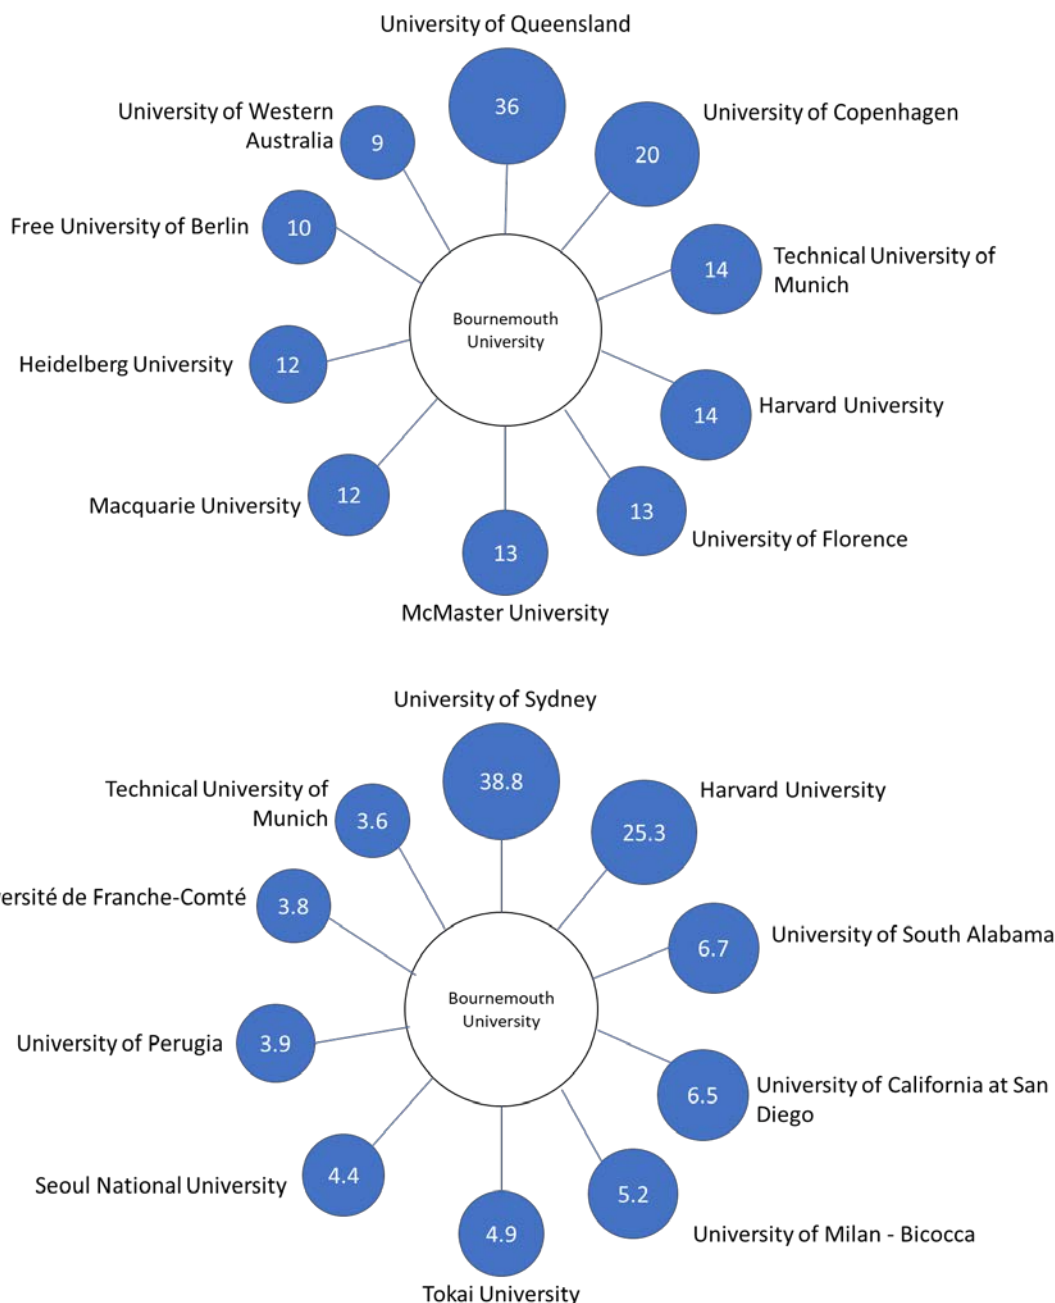 University of Queensland
36
University of Copenhagen
20
Technical University of
Munich
14
Harvard University
14
University of Florence
13
McMaster University
13
Macquarie University
12
Heidelberg University
12
Free University of Berlin
10
University of Western
Australia
9
Bournemouth
University
University of Sydney
38.8
Harvard University
25.3
University of South Alabama
6.7
University of California at San
Diego
6.5
University of Milan - Bicocca
5.2
Tokai University
4.9
Seoul National University
4.4
University of Perugia
3.9
ersité de Franche-Comté
3.8
Technical University of
Munich
3.6
Bournemouth
University